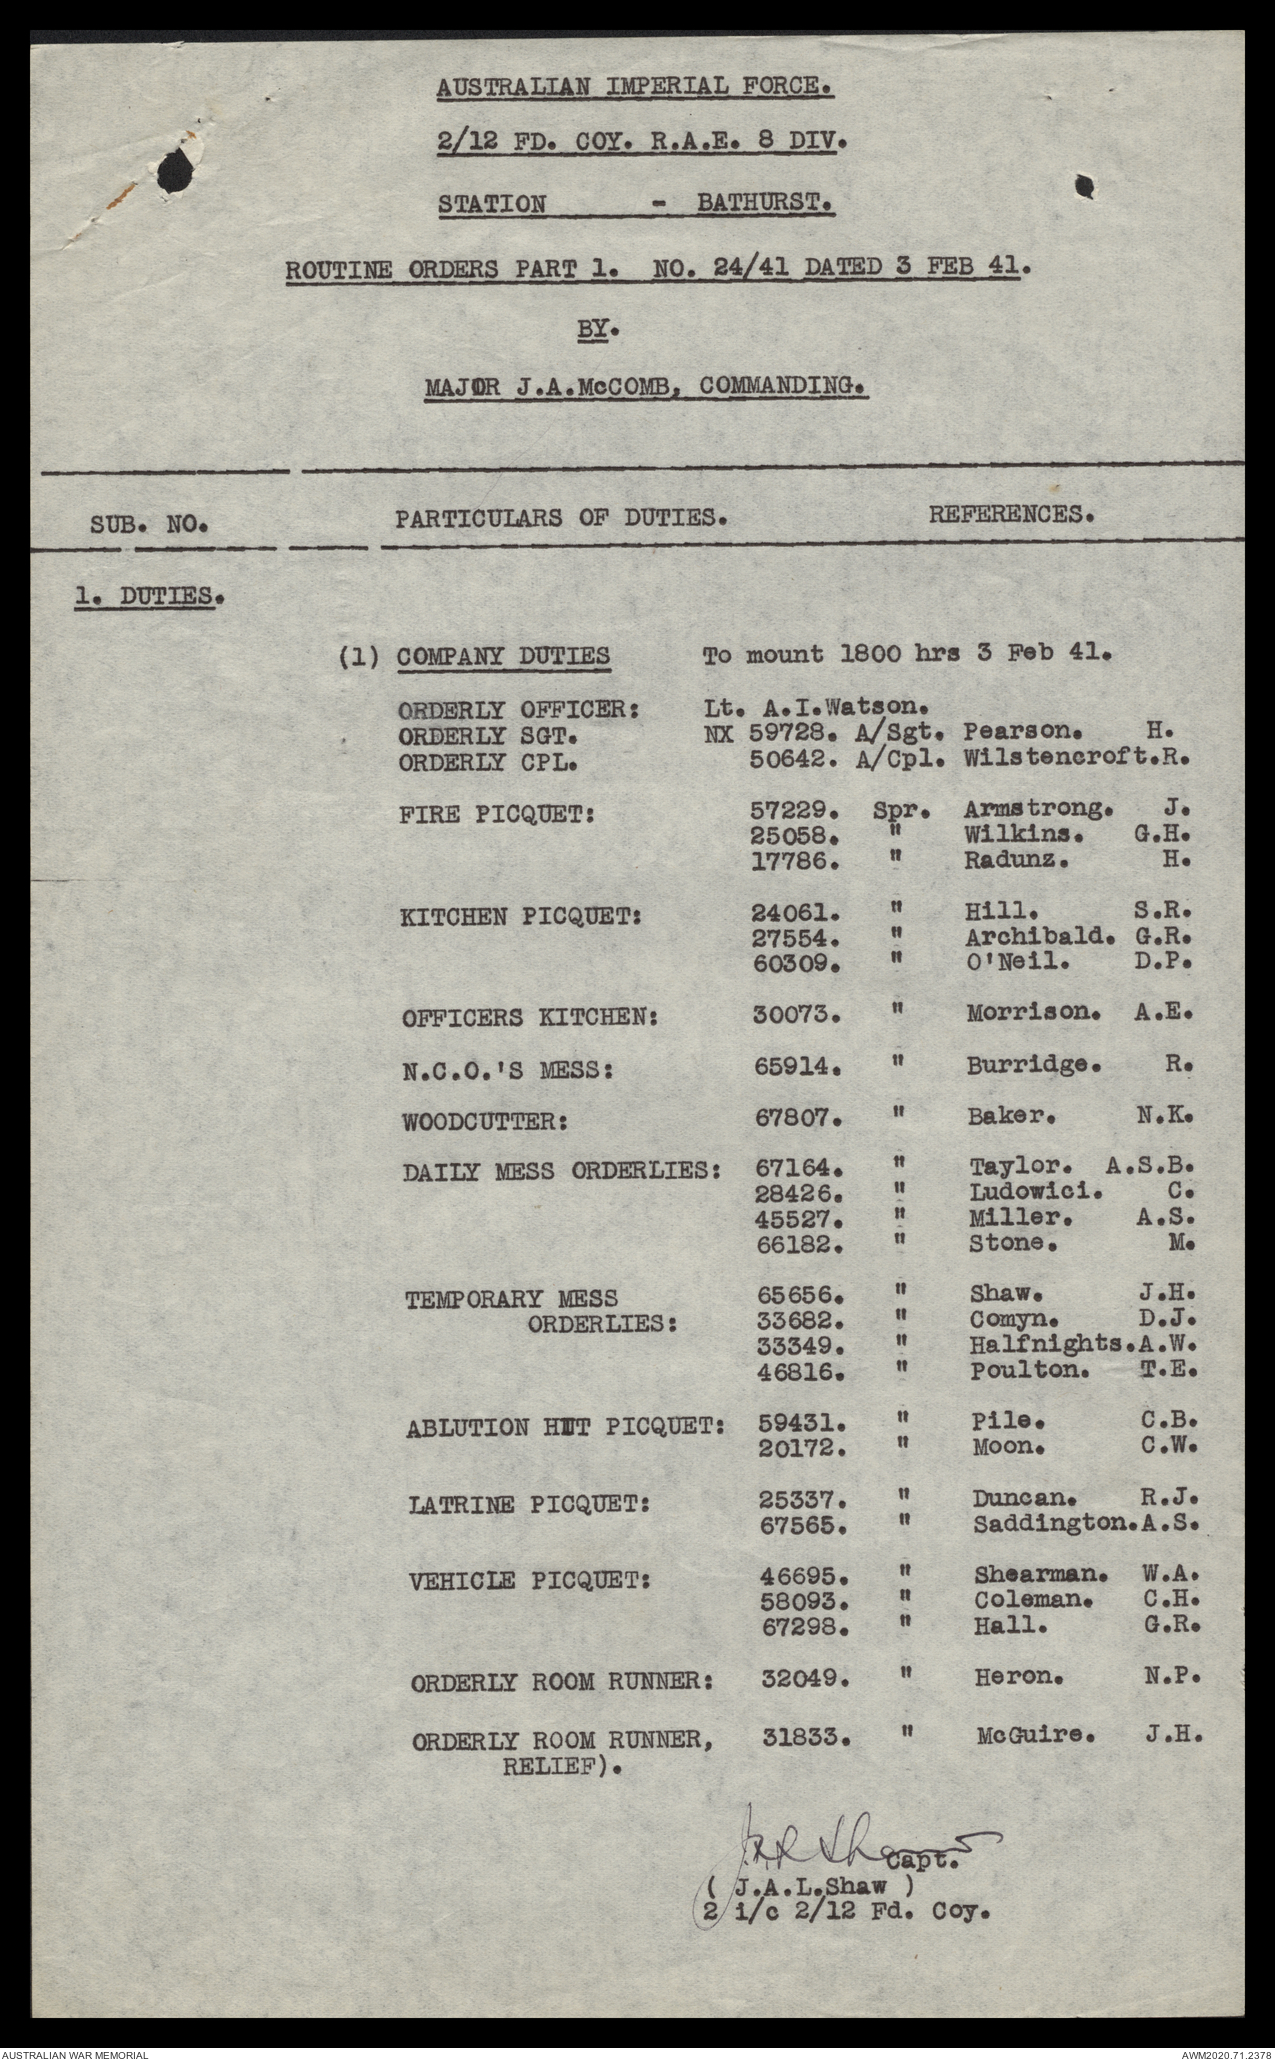 AUSTRALIAN IMPERIAL FORCE.
2/12 FD. COY. R.A.E. 8 DIV.
STATION - BATHURST.
ROUTINE ORDERS PART 1. NO. 24/41 DATED 3 FEB 41.
BY.
MAJOR J.A.McCOMB, COMMANDING.
SUB. NO. PARTICULARS OF DUTIES. REFERENCES.
1. DUTIES.
(1) COMPANY DUTIES To mount 1800 hrs 3 Feb 41.
ORDERLY OFFICER: Lt. A.I.Watson.
ORDERLY SGT. NX 59728. A/Sgt. Pearson. H.
ORDERLY CPL. 50642. A/Cpl. Wilstencroft.R.
FIRE PICQUET: 57229. Spr. Armstrong. J.
25058. " Wilkins. G.H.
17786. " Radunz. H.
KITCHEN PICQUET: 24061. " Hill. S.R.
27554. " Archibald. G.R.
60309. " O'Neil. D.P.
OFFICERS KITCHEN: 30073. " Morrison. A.E.
N.C.O.'S MESS: 65914. " Burridge. R.
WOODCUTTER: 67807. " Baker. N.K.
DAILY MESS ORDERLIES: 67164. " Taylor. A.S.B.
28426. " Ludowici. C.
45527. " Miller. A.S.
66182. " Stone. M.
TEMPORARY MESS 65656. " Shaw. J.H.
ORDERLIES: 33682. " Comyn. D.J.
33349. " Halfnights.A.W.
46816. " Poulton. T.E.
ABLUTION HUT PICQUET: 59431. " Pile. C.B.
20172. " Moon. C.W.
LATRINE PICQUET: 25337. " Duncan. R.J.
67565. " Saddington.A.S.
VEHICLE PICQUET: 46695. " Shearman. W.A.
58093. " Coleman. C.H.
67298. " Hall. G.R.
ORDERLY ROOM RUNNER: 32049. " Heron. N.P.
ORDERLY ROOM RUNNER, 31833. " McGuire. J.H.
RELIEF).
Capt.
( J.A.L.Shaw )
2 i/c 2/12 Fd. Coy.
AUSTRALIAN WAR MEMORIAL AWM2020.71.2378